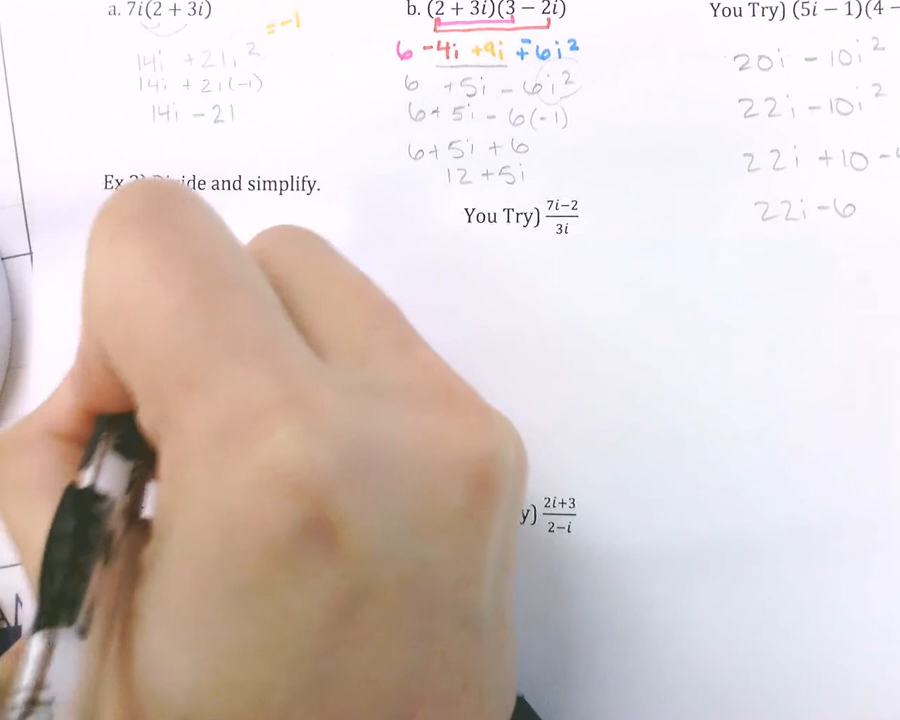 a. 7i(2 + 3i)
= -1
14i + 21i²
14i + 21(-1)
14i - 21
b. (2 + 3i)(3 - 2i)
6 -4i +9i -6i²
6 +5i - 6i²
6+5i - 6(-1)
6+5i + 6
12 +5i
You Try) (5i - 1)(4 -
20i - 10i²
22i - 10i²
22i +10 -
22i - 6
Ex ide and simplify.
You Try) 7i-2
3i
y) 2i+3
2-i